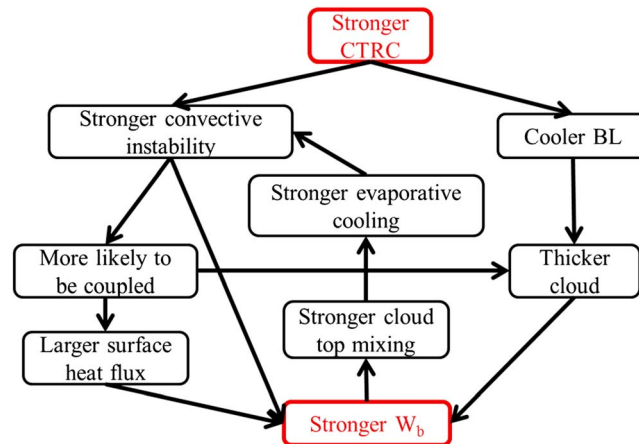 Stronger
CTRC
Stronger convective
instability
Cooler BL
Stronger evaporative
cooling
More likely to
be coupled
Thicker
cloud
Stronger cloud
top mixing
Larger surface
heat flux
Stronger W_b